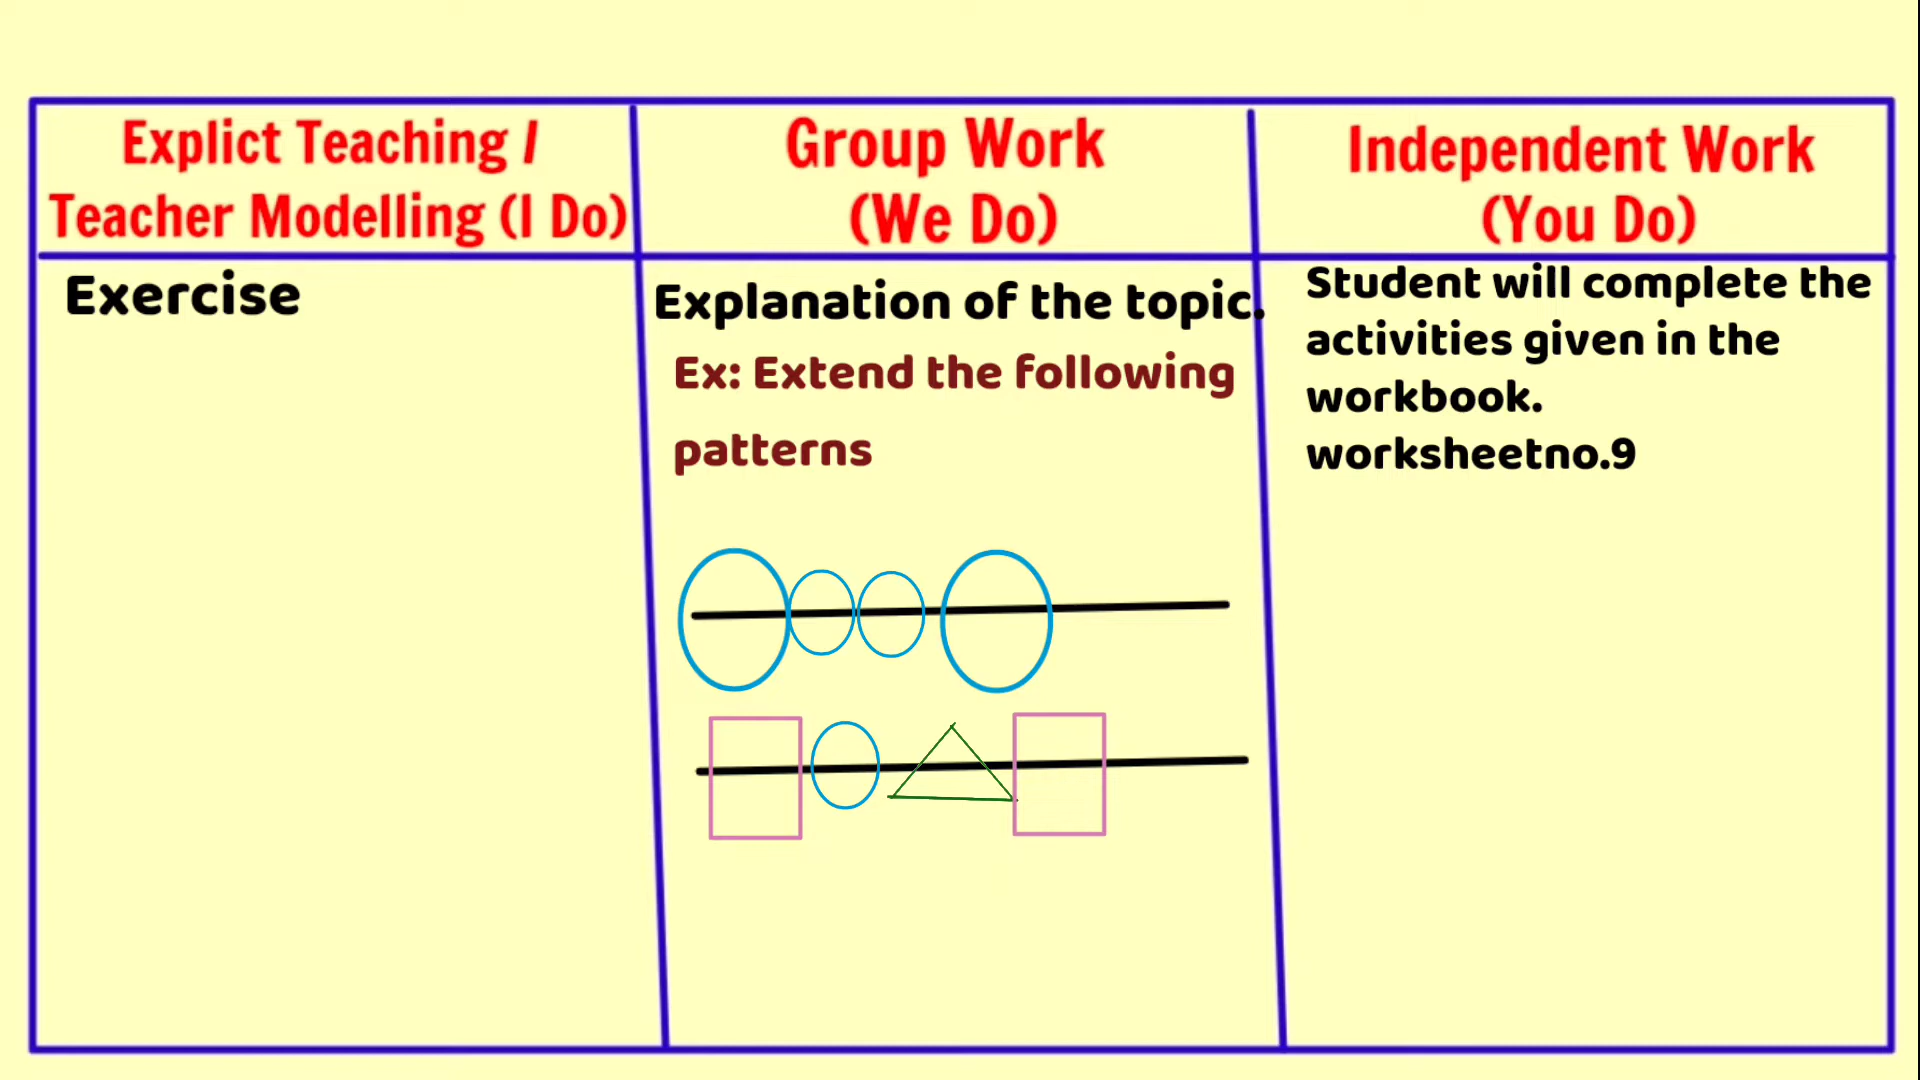 Explict Teaching /
Teacher Modelling (I Do)
Group Work
(We Do)
Independent Work
(You Do)
Exercise
Explanation of the topic.
Ex: Extend the following
patterns
Student will complete the
activities given in the
workbook.
worksheetno.9